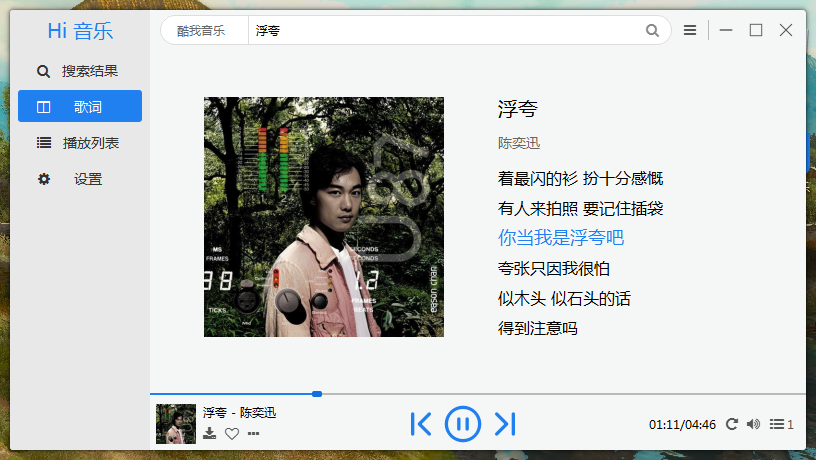 Hi 音乐
搜索结果
歌词
播放列表
设置
酷我音乐 浮夸
U87
MS
FRAMES
TICKS
SECONDS
SECONDS
1.2
FRAMES
BEATS
eason chan
浮夸
陈奕迅
着最闪的衫 扮十分感慨
有人来拍照 要记住插袋
你当我是浮夸吧
夸张只因我很怕
似木头 似石头的话
得到注意吗
浮夸 - 陈奕迅
01:11/04:46
1